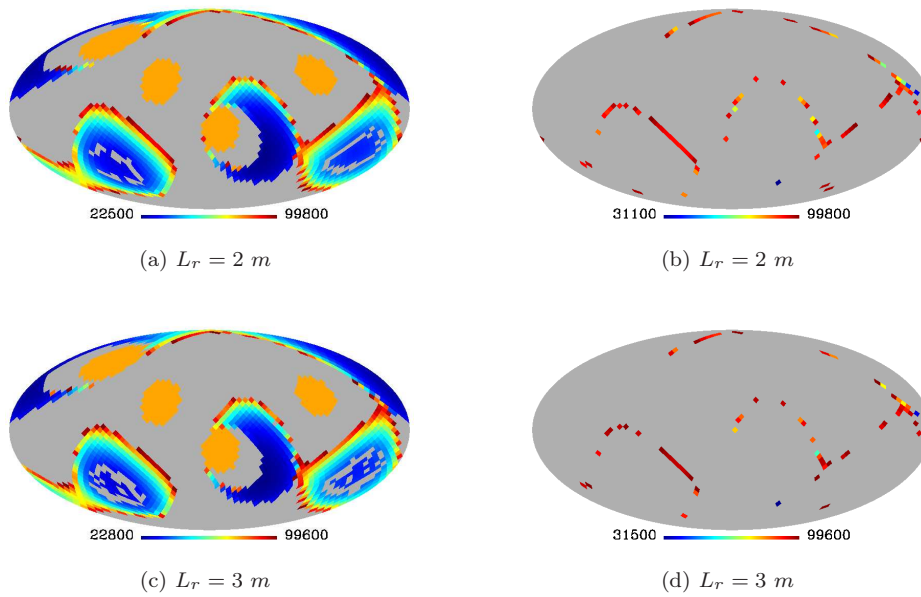 22500 99800
31100 99800
(a) L_r = 2 m
(b) L_r = 2 m
22800 99600
31500 99600
(c) L_r = 3 m
(d) L_r = 3 m